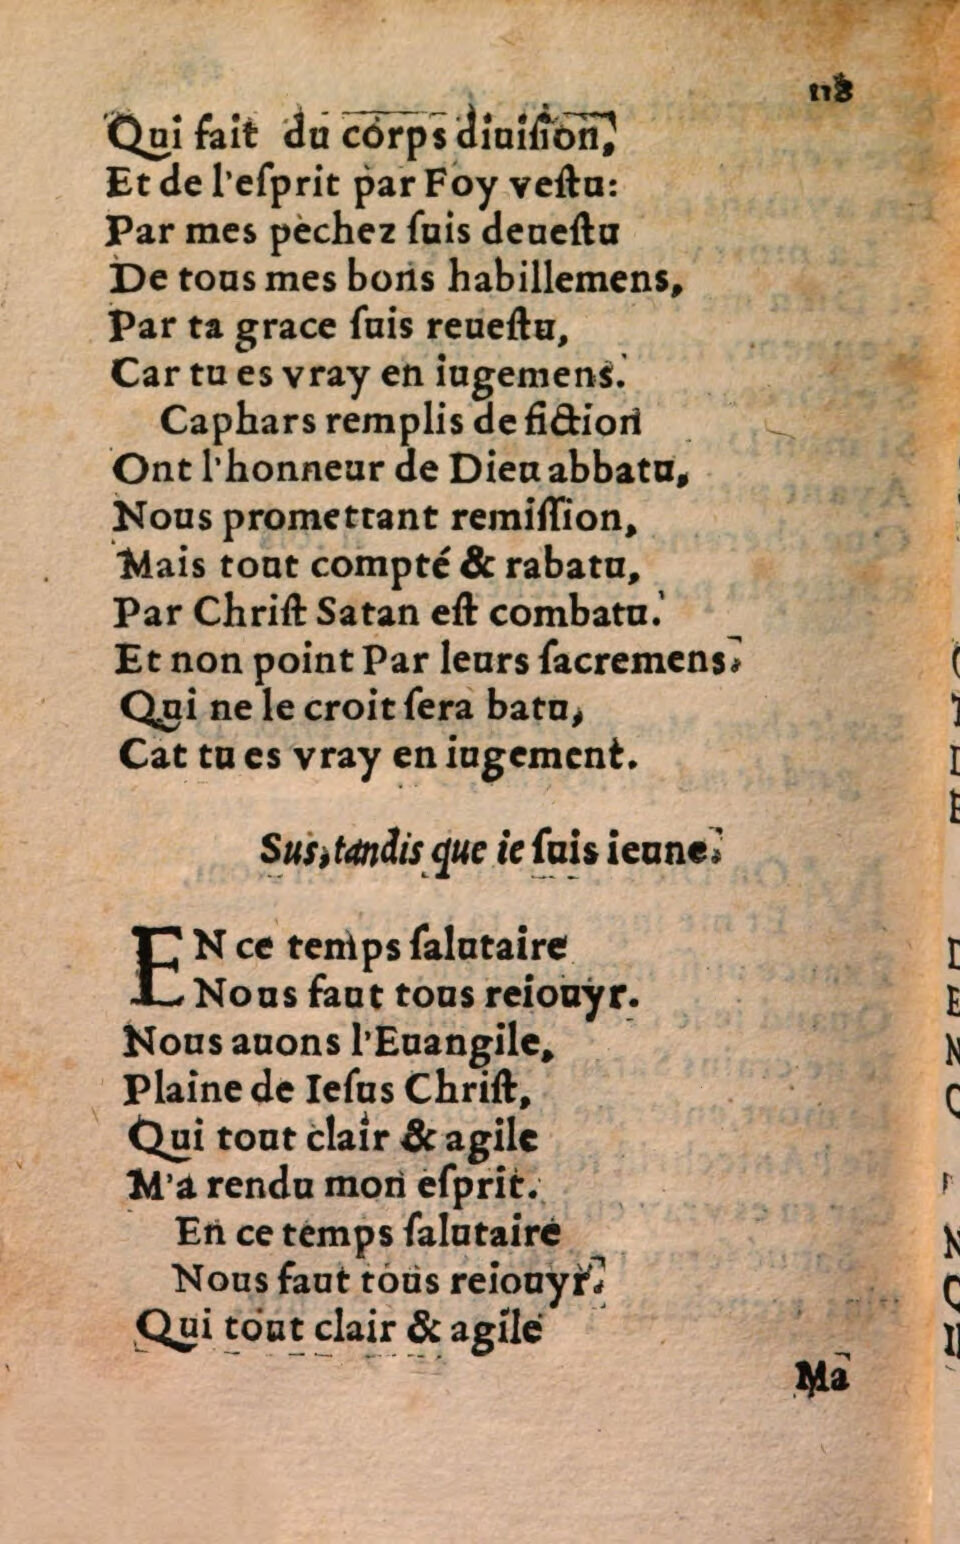 118
Qui fait du corps diuiſion,
Et de l'eſprit par Foy veſtu:
Par mes pechez ſuis deueſtu
De tous mes bons habillemens,
Par ta grace ſuis reueſtu,
Car tu es vray en iugemens.
Caphars remplis de fiction
Ont l'honneur de Dieu abbatu,
Nous promettant remiſſion,
Mais tout compté & rabatu,
Par Chriſt Satan eſt combatu.
Et non point Par leurs ſacremens,
Qui ne le croit ſera batu,
Cat tu es vray en iugement.
Sus, tandis que ie ſuis ieune.
EN ce temps ſalutaire
Nous faut tous reiouyr.
Nous auons l'Euangile,
Plaine de Ieſus Chriſt,
Qui tout clair & agile
M'a rendu mon eſprit.
En ce temps ſalutaire
Nous faut tous reiouyr.
Qui tout clair & agile
Ma